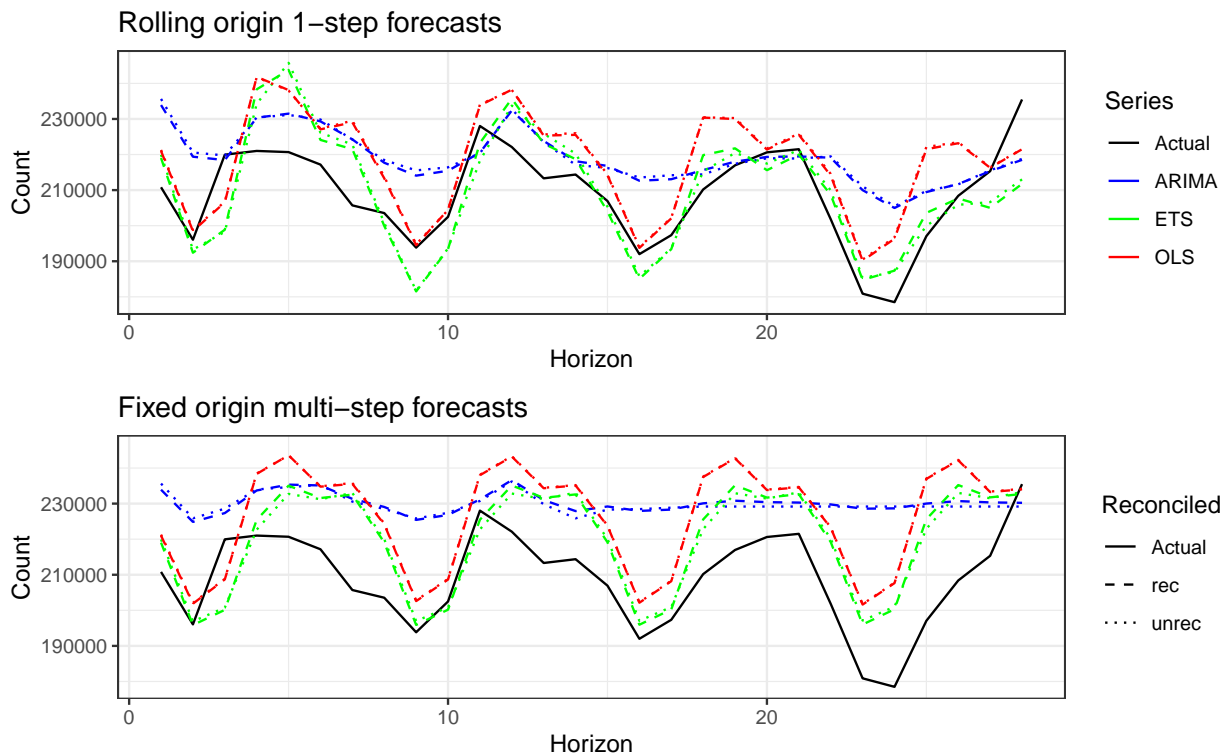 Rolling origin 1−step forecasts
230000
210000
190000
Count
0
10
20
Horizon
Series
Actual
ARIMA
ETS
OLS
Fixed origin multi−step forecasts
230000
210000
190000
Count
0
10
20
Horizon
Reconciled
Actual
rec
unrec